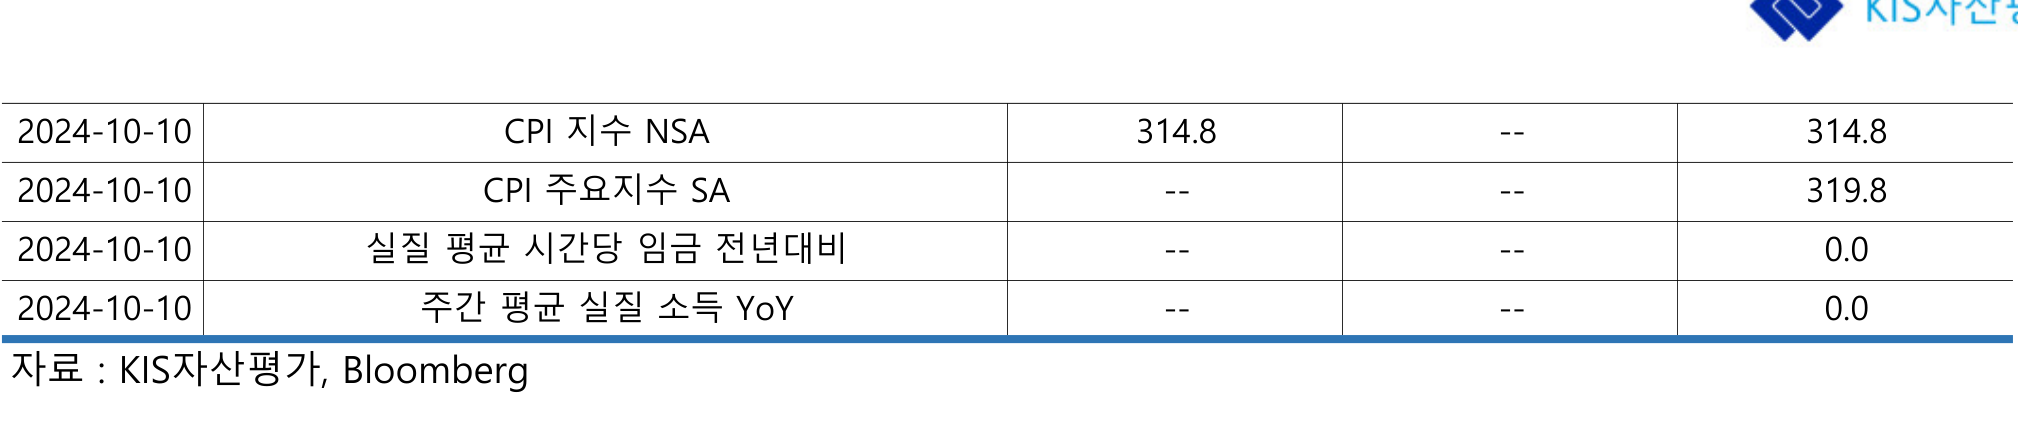 KIS자산평
2024-10-10 CPI 지수 NSA 314.8 -- 314.8
2024-10-10 CPI 주요지수 SA -- -- 319.8
2024-10-10 실질 평균 시간당 임금 전년대비 -- -- 0.0
2024-10-10 주간 평균 실질 소득 YoY -- -- 0.0
자료 : KIS자산평가, Bloomberg